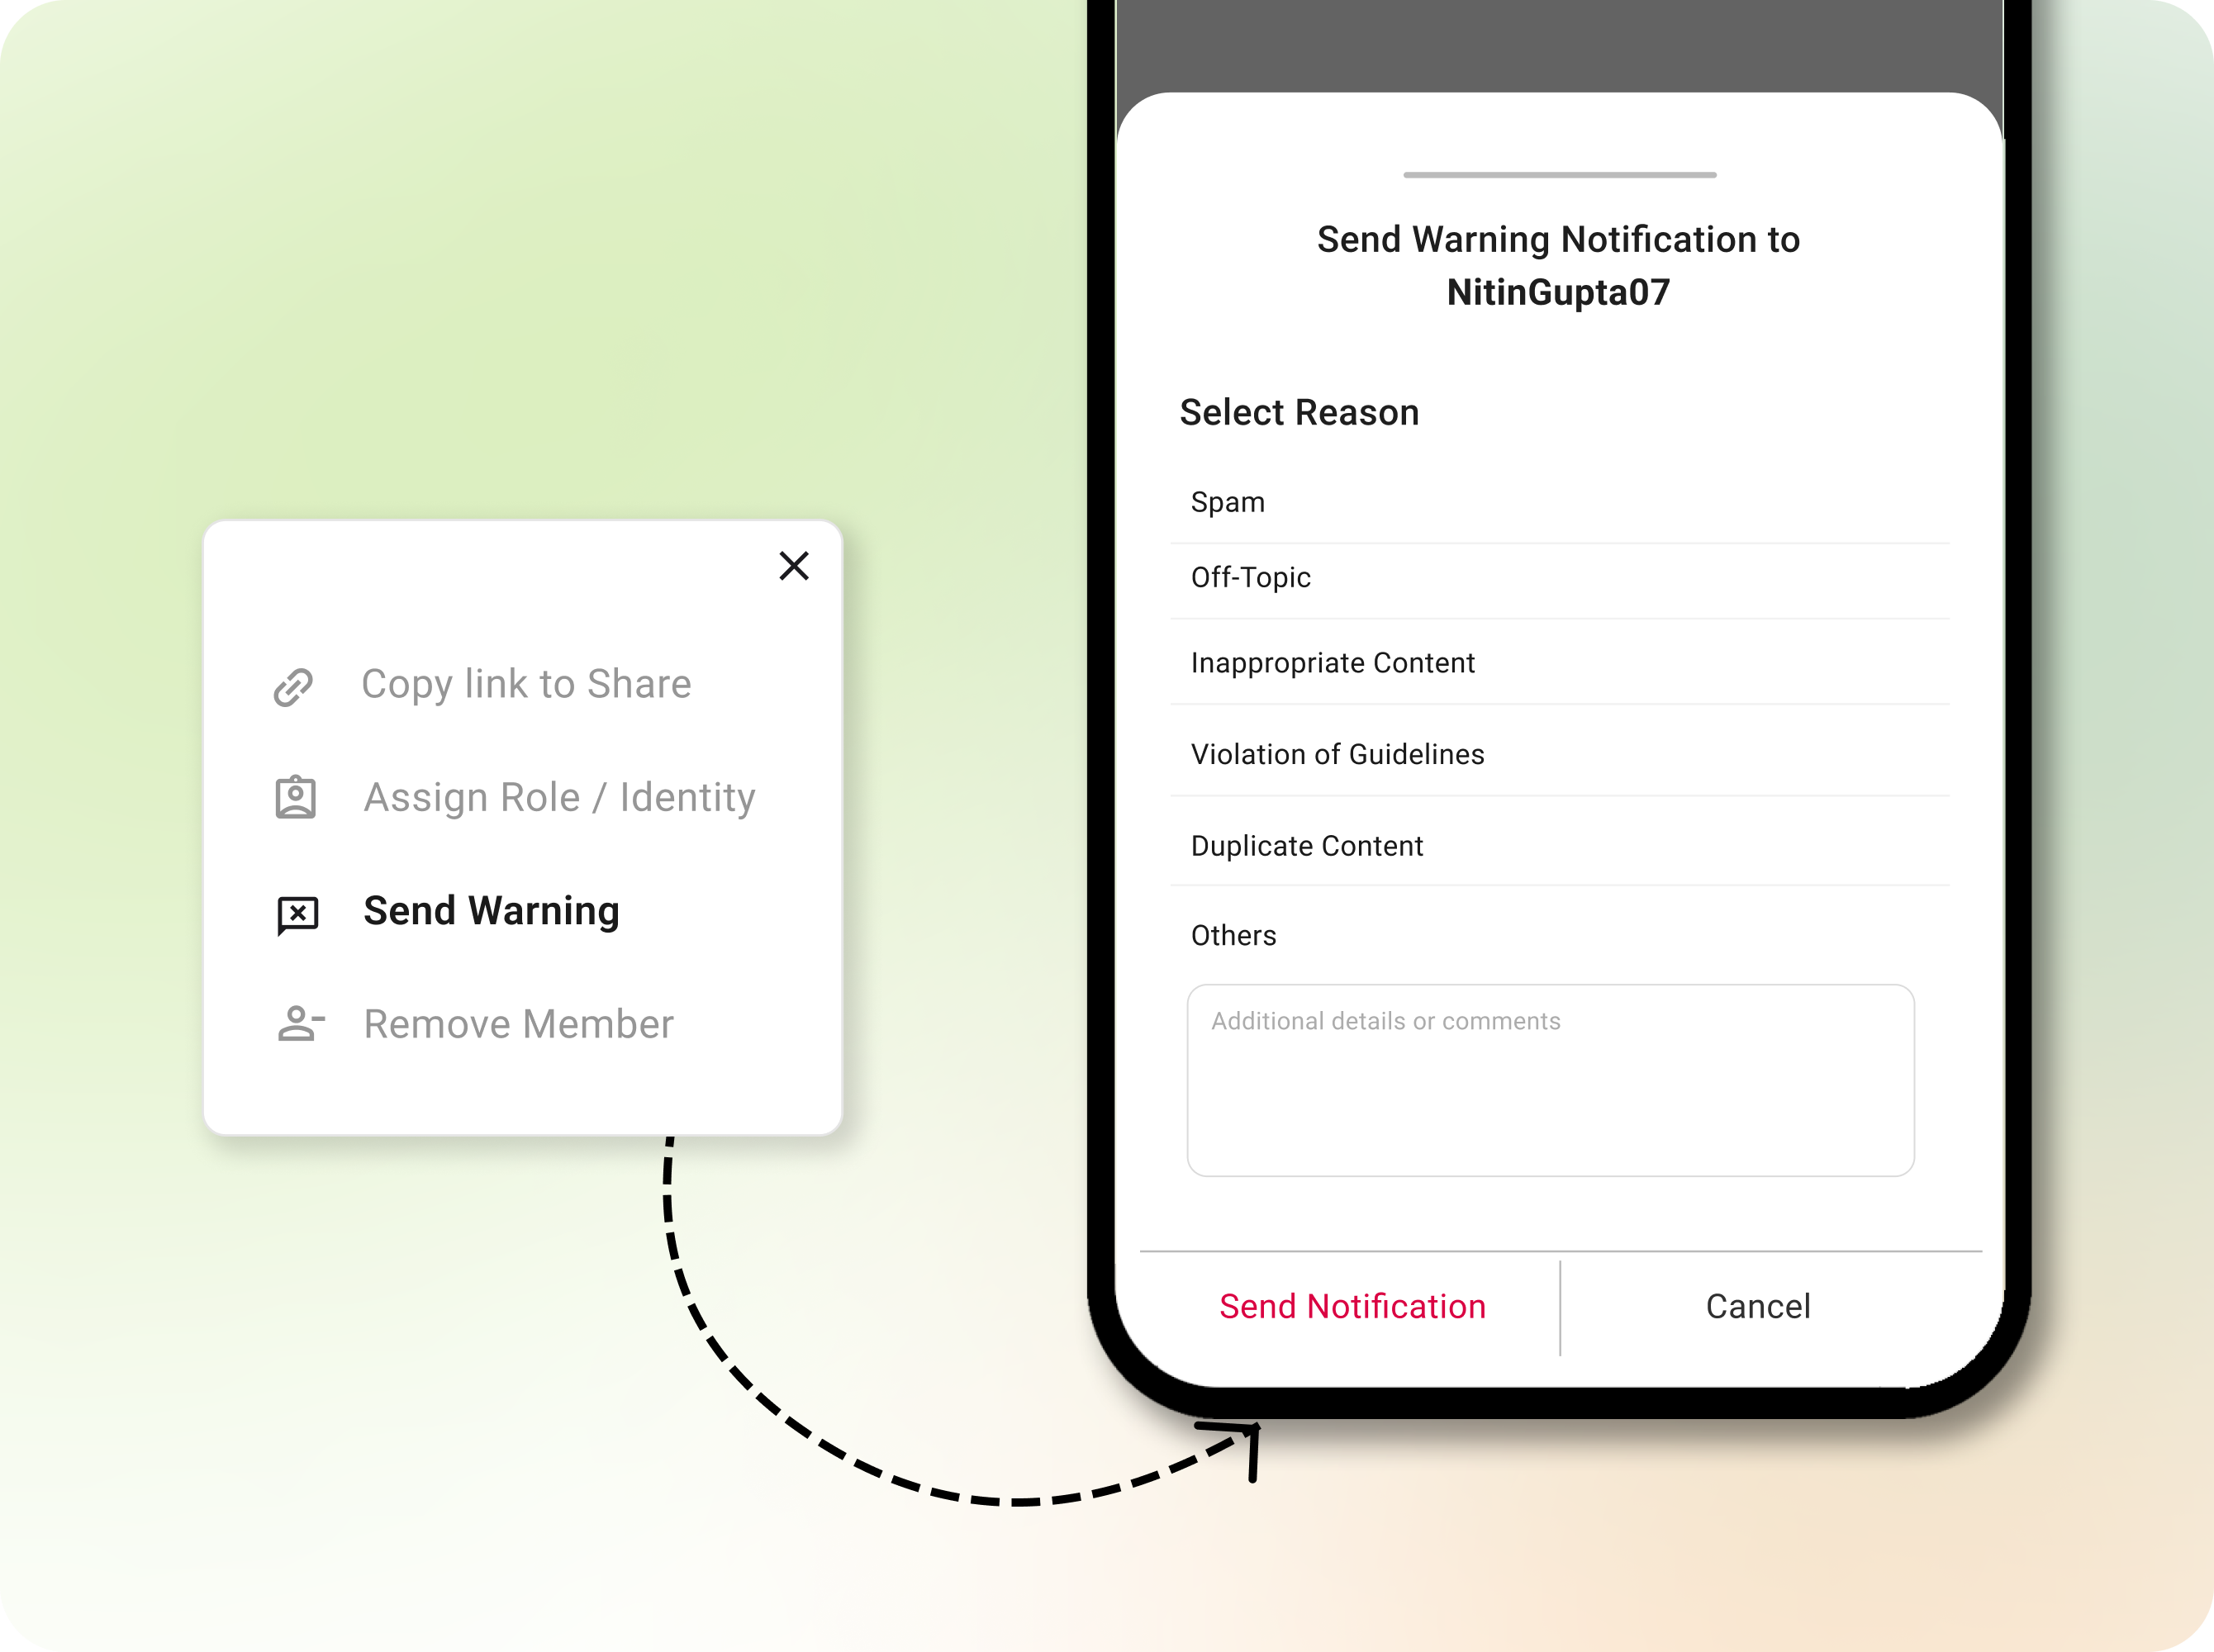 Copy link to Share
Assign Role / Identity
Send Warning
Remove Member
Send Warning Notification to
NitinGupta07
Select Reason
Spam
Off-Topic
Inappropriate Content
Violation of Guidelines
Duplicate Content
Others
Additional details or comments
Send Notification
Cancel